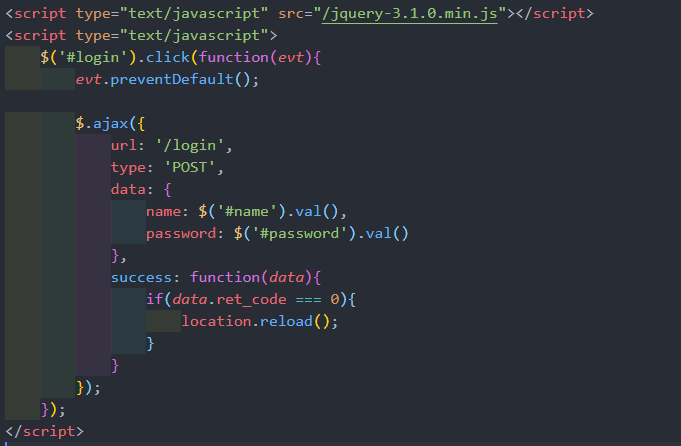 <script type="text/javascript" src="/jquery-3.1.0.min.js"></script>
<script type="text/javascript">
    $('#login').click(function(evt){
        evt.preventDefault();

        $.ajax({
            url: '/login',
            type: 'POST',
            data: {
                name: $('#name').val(),
                password: $('#password').val()
            },
            success: function(data){
                if(data.ret_code === 0){
                    location.reload();
                }
            }
        });
    });
</script>